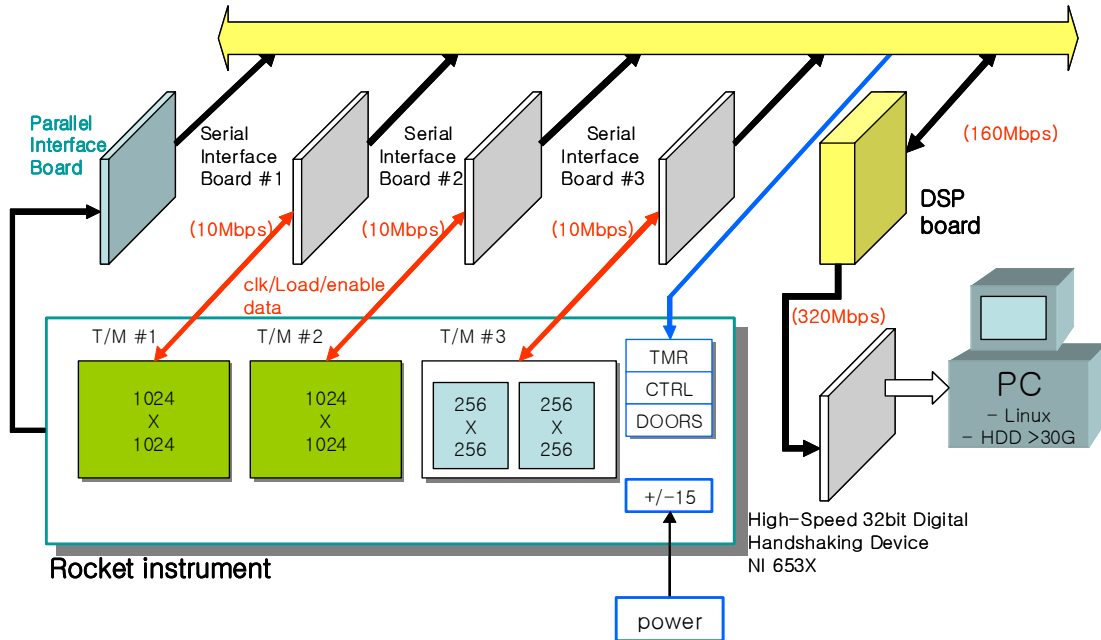 Parallel
Interface
Board
Serial
Interface
Board #1
Serial
Interface
Board #2
Serial
Interface
Board #3
(160Mbps)
DSP
board
(10Mbps)
(10Mbps)
(10Mbps)
clk/Load/enable
data
(320Mbps)
T/M #1
T/M #2
T/M #3
1024
X
1024
1024
X
1024
256
X
256
256
X
256
TMR
CTRL
DOORS
+/-15
PC
- Linux
- HDD >30G
High-Speed 32bit Digital
Handshaking Device
NI 653X
Rocket instrument
power